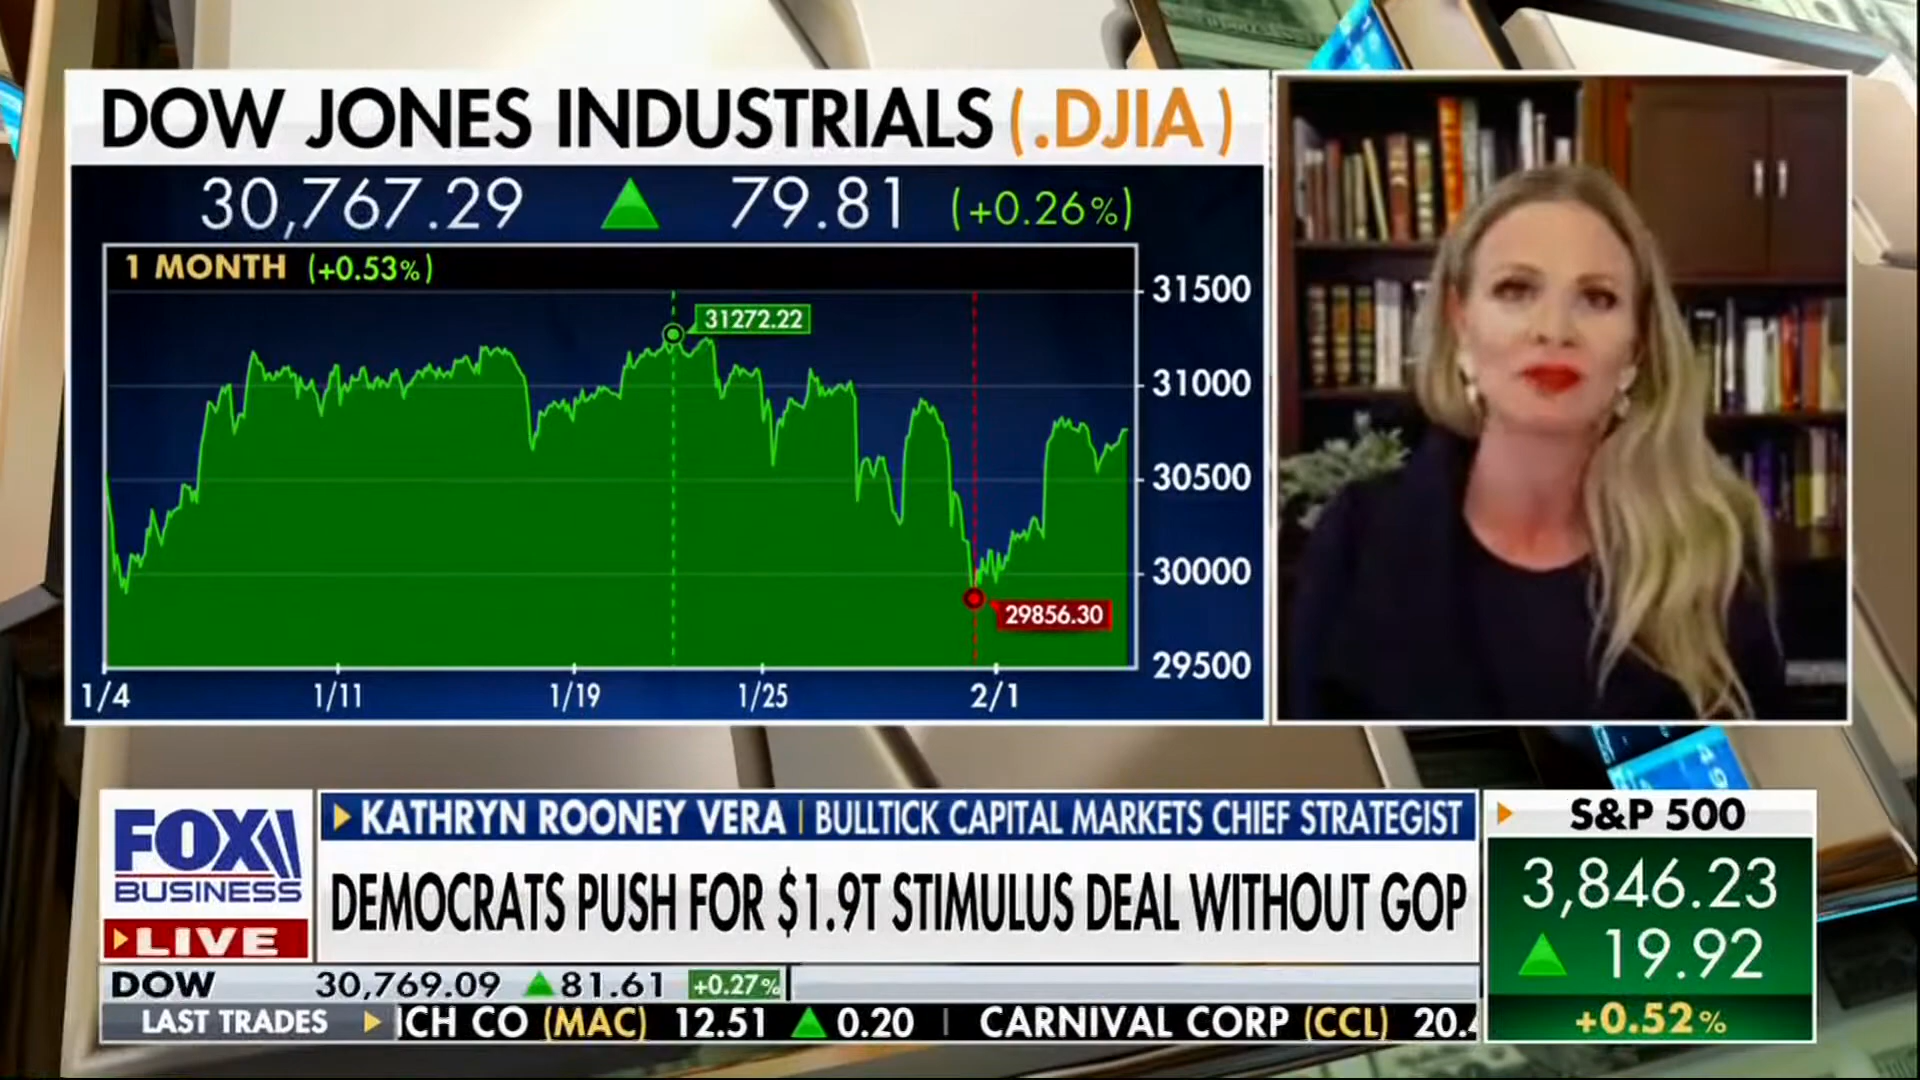 DOW JONES INDUSTRIALS (.DJIA)
30,767.29 ▲ 79.81 (+0.26%)
1 MONTH (+0.53%)
31500
31272.22
31000
30500
30000
29856.30
29500
1/4 1/11 1/19 1/25 2/1
FOX BUSINESS
LIVE
KATHRYN ROONEY VERA | BULLTICK CAPITAL MARKETS CHIEF STRATEGIST
DEMOCRATS PUSH FOR $1.9T STIMULUS DEAL WITHOUT GOP
S&P 500
3,846.23
▲ 19.92
+0.52%
DOW 30,769.09 ▲ 81.61 +0.27%
LAST TRADES ICH CO (MAC) 12.51 ▲ 0.20 | CARNIVAL CORP (CCL) 20.4